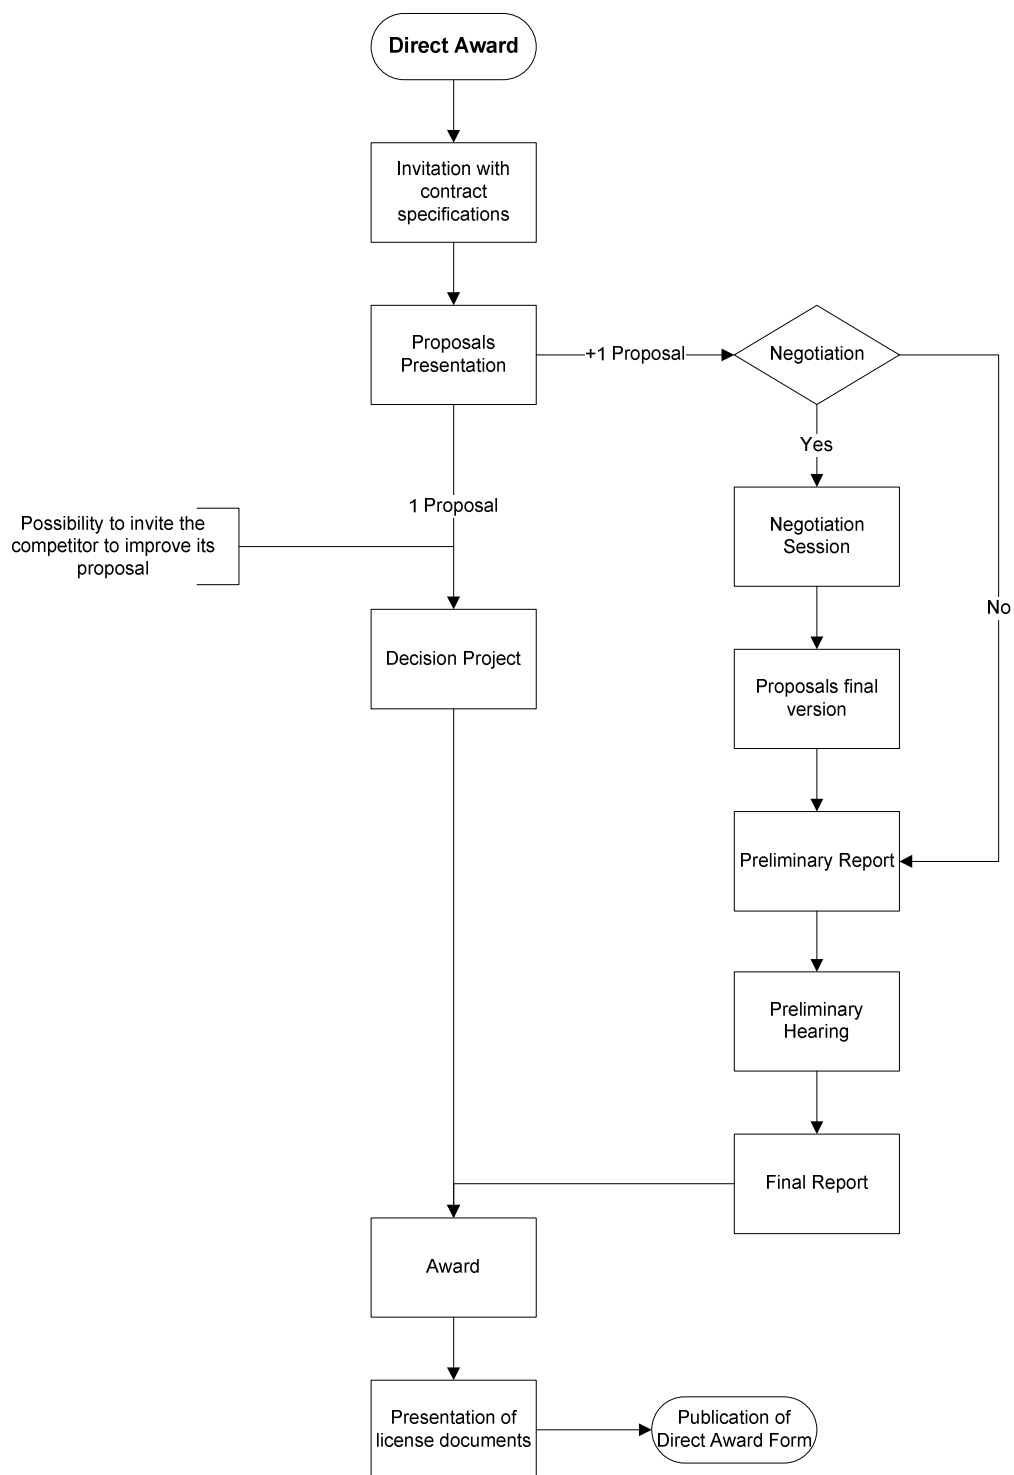 Direct Award
Invitation with
contract
specifications
Proposals
Presentation
+1 Proposal
Negotiation
Yes
1 Proposal
Possibility to invite the
competitor to improve its
proposal
Negotiation
Session
No
Decision Project
Proposals final
version
Preliminary Report
Preliminary
Hearing
Final Report
Award
Presentation of
license documents
Publication of
Direct Award Form